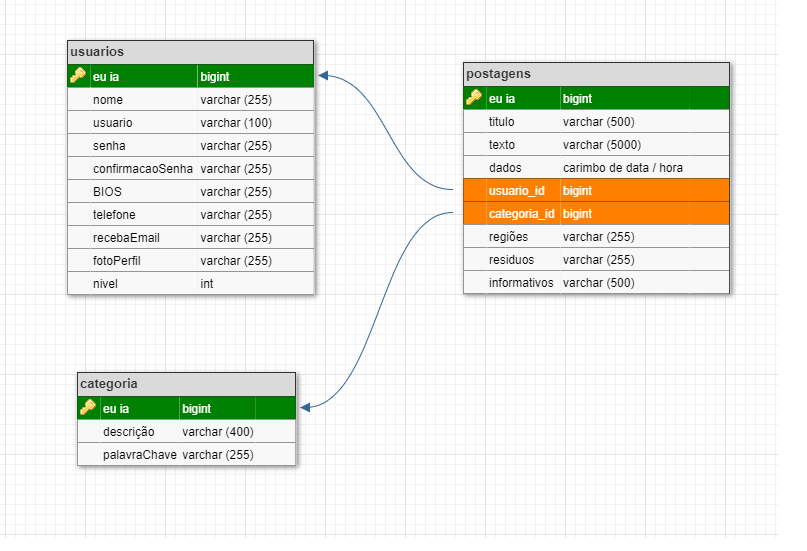 usuarios
eu ia bigint
nome varchar (255)
usuario varchar (100)
senha varchar (255)
confirmacaoSenha varchar (255)
BIOS varchar (255)
telefone varchar (255)
recebaEmail varchar (255)
fotoPerfil varchar (255)
nivel int
postagens
eu ia bigint
titulo varchar (500)
texto varchar (5000)
dados carimbo de data / hora
usuario_id bigint
categoria_id bigint
regiões varchar (255)
residuos varchar (255)
informativos varchar (500)
categoria
eu ia bigint
descrição varchar (400)
palavraChave varchar (255)